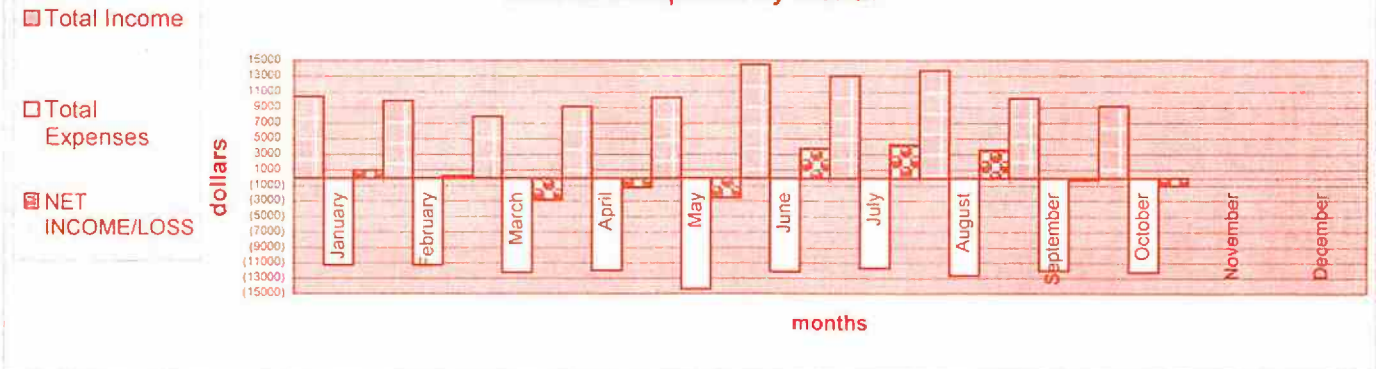 Total Income
Total
Expenses
NET
INCOME/LOSS
dollars
15000
13000
11000
9000
7000
5000
3000
1000
(1000)
(3000)
(5000)
(7000)
(9000)
(11000)
(13000)
(15000)
January
February
March
April
May
June
July
August
September
October
November
December
months